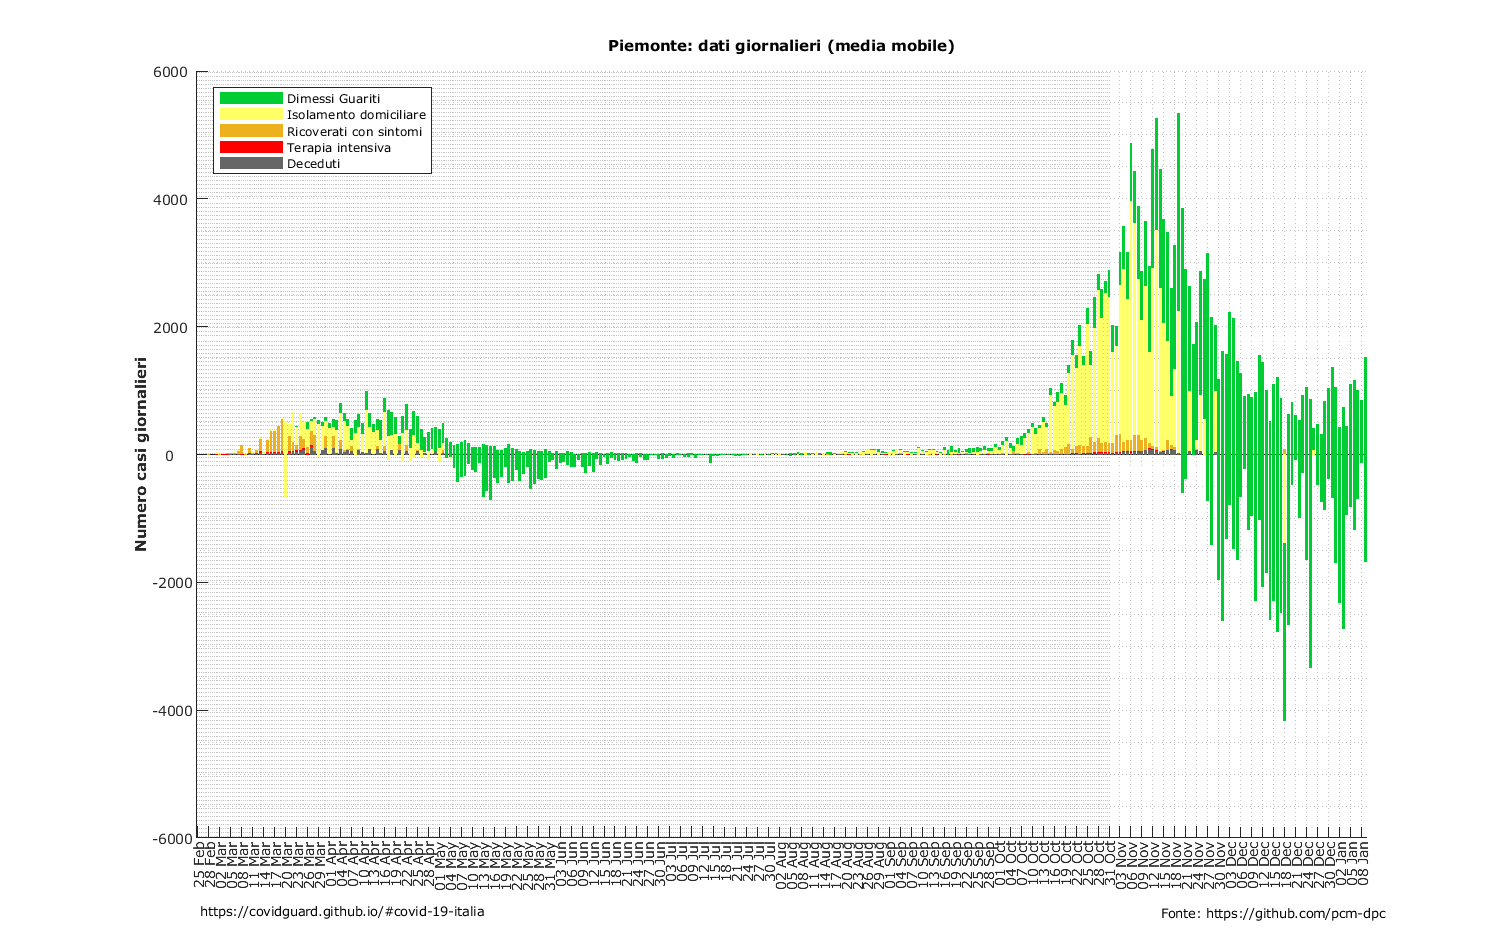 Piemonte: dati giornalieri (media mobile)
6000
4000
2000
0
-2000
-4000
-6000
Numero casi giornalieri
Dimessi Guariti
Isolamento domiciliare
Ricoverati con sintomi
Terapia intensiva
Deceduti
25 Feb
28 Feb
02 Mar
05 Mar
08 Mar
11 Mar
14 Mar
17 Mar
20 Mar
23 Mar
26 Mar
29 Mar
01 Apr
04 Apr
07 Apr
10 Apr
13 Apr
16 Apr
19 Apr
22 Apr
25 Apr
28 Apr
01 May
04 May
07 May
10 May
13 May
16 May
19 May
22 May
25 May
28 May
31 May
03 Jun
06 Jun
09 Jun
12 Jun
15 Jun
18 Jun
21 Jun
24 Jun
27 Jun
30 Jun
03 Jul
06 Jul
09 Jul
12 Jul
15 Jul
18 Jul
21 Jul
24 Jul
27 Jul
30 Jul
02 Aug
05 Aug
08 Aug
11 Aug
14 Aug
17 Aug
20 Aug
23 Aug
26 Aug
29 Aug
01 Sep
04 Sep
07 Sep
10 Sep
13 Sep
16 Sep
19 Sep
22 Sep
25 Sep
28 Sep
01 Oct
04 Oct
07 Oct
10 Oct
13 Oct
16 Oct
19 Oct
22 Oct
25 Oct
28 Oct
31 Oct
03 Nov
06 Nov
09 Nov
12 Nov
15 Nov
18 Nov
21 Nov
24 Nov
27 Nov
30 Nov
03 Dec
06 Dec
09 Dec
12 Dec
15 Dec
18 Dec
21 Dec
24 Dec
27 Dec
30 Dec
02 Jan
05 Jan
08 Jan
https://covidguard.github.io/#covid-19-italia
Fonte: https://github.com/pcm-dpc